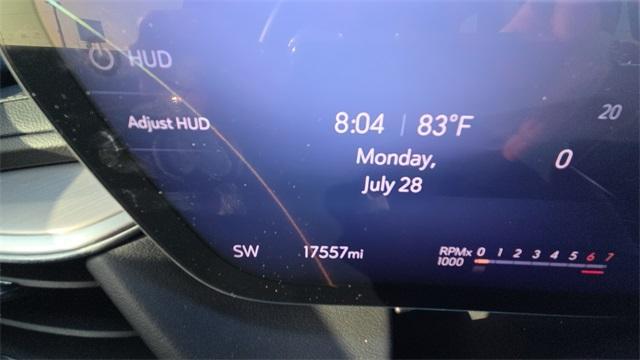 HUD
Adjust HUD
8:04 | 83°F
20
Monday,
July 28
0
SW
17557mi
RPMx 0 1 2 3 4 5 6 7
1000